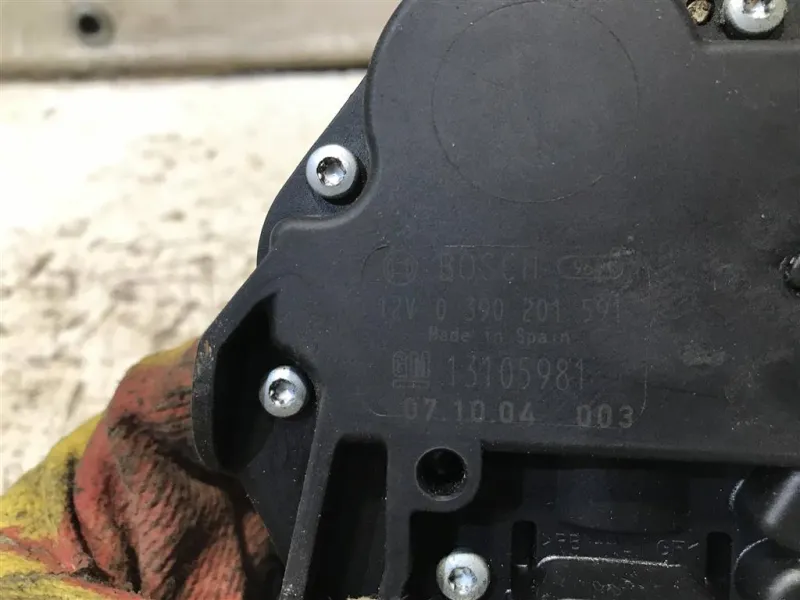 BOSCH
12V 0 390 201 591
Made in Spain
GM 13105981
07.10.04 003